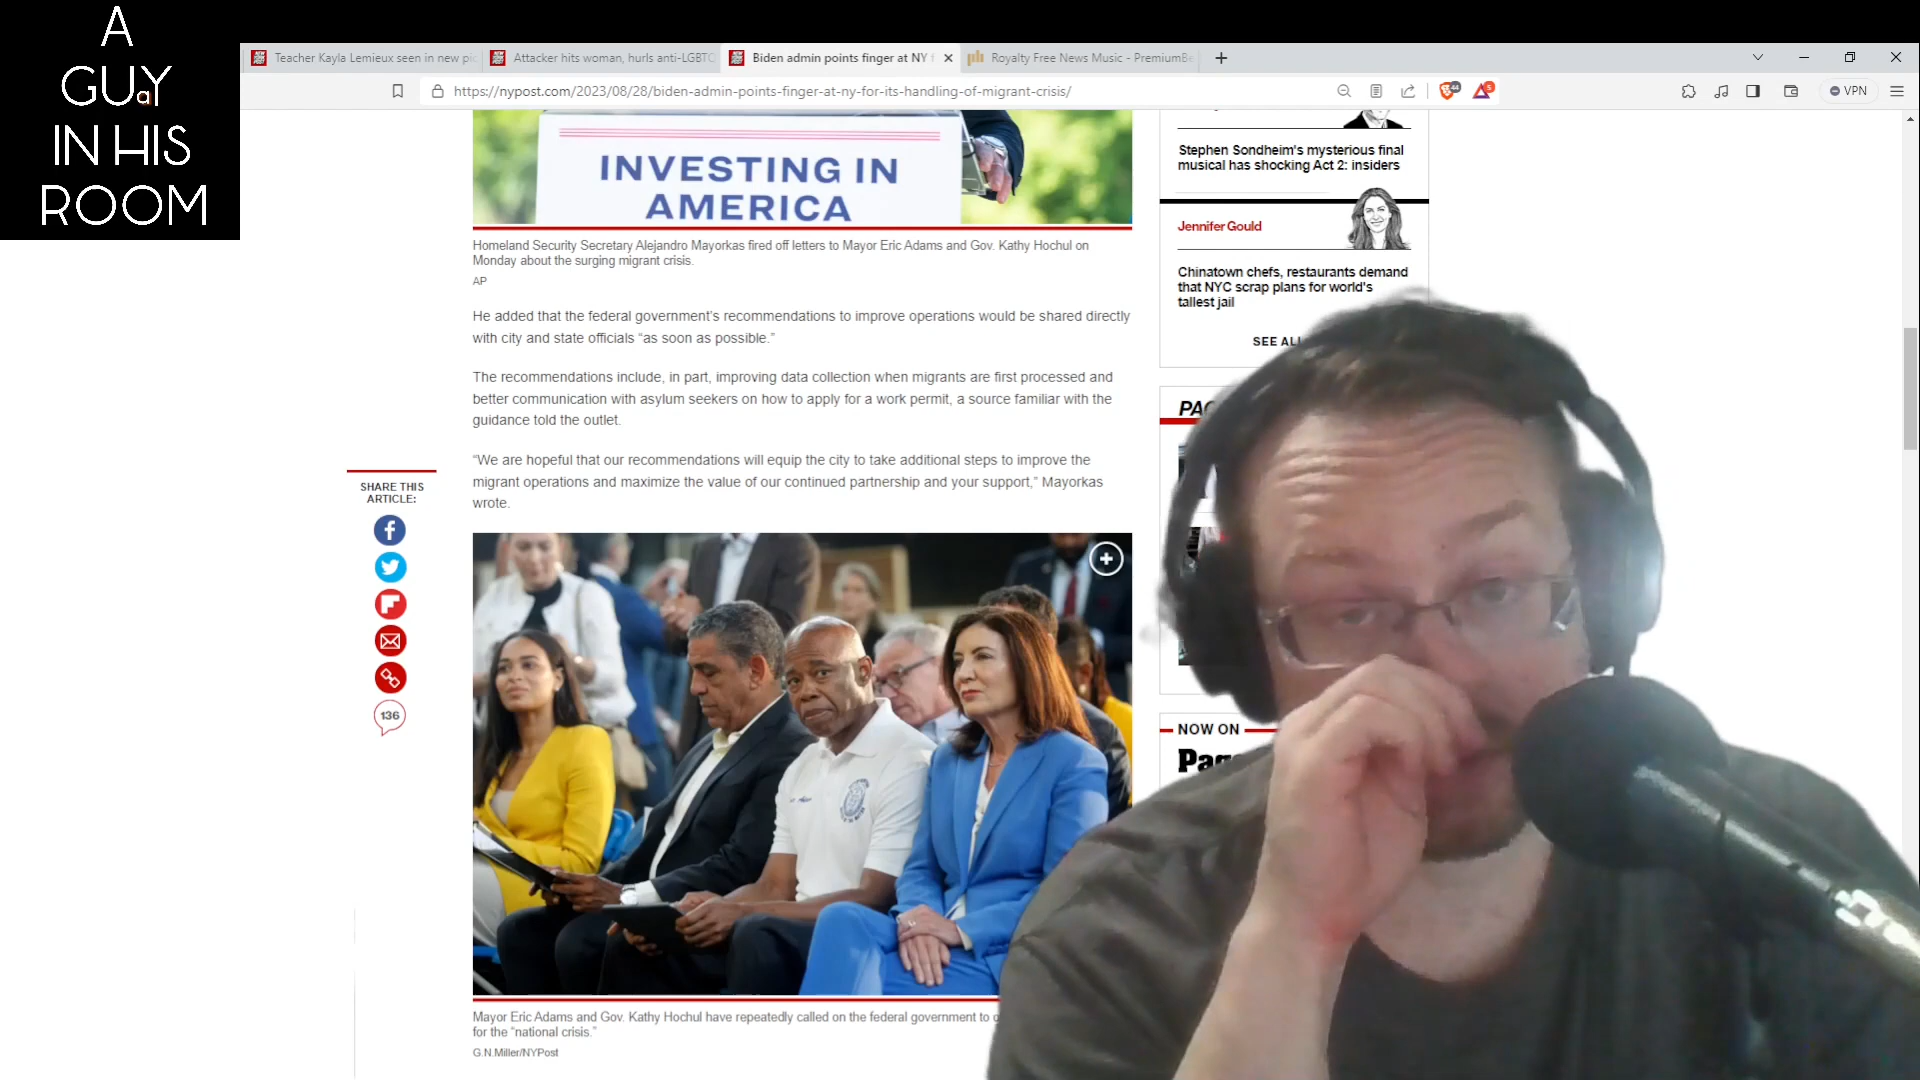 A
GUY
a
IN HIS
ROOM
Teacher Kayla Lemieux seen in new pic
Attacker hits woman, hurls anti-LGBTQ
Biden admin points finger at NY f
Royalty Free News Music - PremiumBe
https://nypost.com/2023/08/28/biden-admin-points-finger-at-ny-for-its-handling-of-migrant-crisis/
44
5
VPN
INVESTING IN
AMERICA
Homeland Security Secretary Alejandro Mayorkas fired off letters to Mayor Eric Adams and Gov. Kathy Hochul on
Monday about the surging migrant crisis.
AP
He added that the federal government's recommendations to improve operations would be shared directly
with city and state officials “as soon as possible.”
The recommendations include, in part, improving data collection when migrants are first processed and
better communication with asylum seekers on how to apply for a work permit, a source familiar with the
guidance told the outlet.
“We are hopeful that our recommendations will equip the city to take additional steps to improve the
migrant operations and maximize the value of our continued partnership and your support,” Mayorkas
wrote.
SHARE THIS
ARTICLE:
136
Mayor Eric Adams and Gov. Kathy Hochul have repeatedly called on the federal government to
for the “national crisis.”
G.N.Miller/NYPost
Stephen Sondheim's mysterious final
musical has shocking Act 2: insiders
Jennifer Gould
Chinatown chefs, restaurants demand
that NYC scrap plans for world's
tallest jail
SEE ALL
PAG
NOW ON
Pag